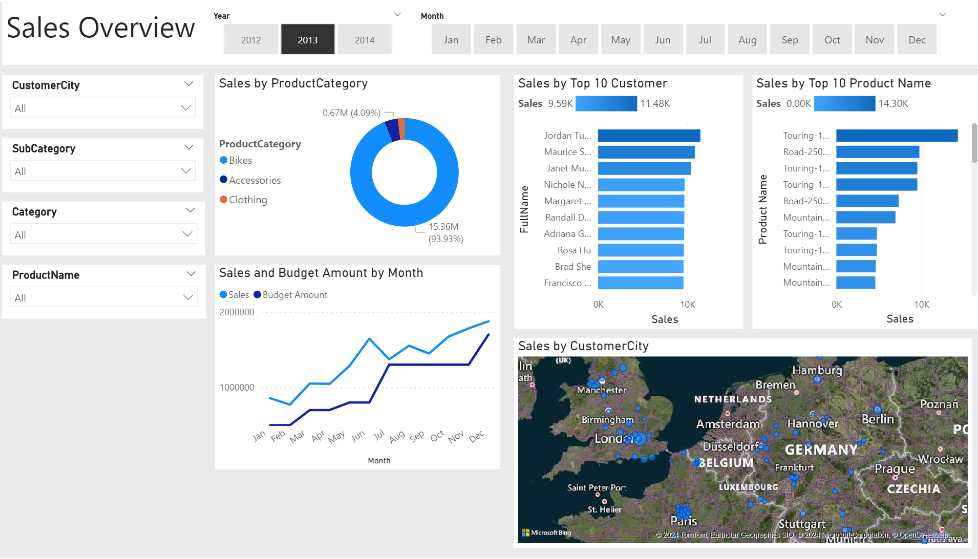 Sales Overview
Year
2012
2013
2014
Month
Jan
Feb
Mar
Apr
May
Jun
Jul
Aug
Sep
Oct
Nov
Dec
CustomerCity
All
SubCategory
All
Category
All
ProductName
All
Sales by ProductCategory
0.67M (4.09%)
ProductCategory
Bikes
Accessories
Clothing
15.36M
(93.93%)
Sales and Budget Amount by Month
Sales
Budget Amount
2000000
1000000
Jan
Feb
Mar
Apr
May
Jun
Jul
Aug
Sep
Oct
Nov
Dec
Month
Sales by Top 10 Customer
Sales 9.59K 11.48K
FullName
Jordan Tu...
Maurice S...
Janet Mu...
Nichole N...
Margaret ...
Randall D...
Adriana G...
Rosa Hu
Brad She
Francisco ...
0K
10K
Sales
Sales by Top 10 Product Name
Sales 0.00K 14.30K
Product Name
Touring-1...
Road-250...
Touring-1...
Touring-1...
Road-250...
Mountain...
Touring-1...
Touring-1...
Mountain...
Mountain...
0K
10K
Sales
Sales by CustomerCity
(UK)
lin
ath
Manchester
Birmingham
London
NETHERLANDS
Amsterdam
Hamburg
Bremen
Hannover
Berlin
Poznań
Düsseldorf
BELGIUM
GERMANY
Wrocław
LUXEMBOURG
Frankfurt
Prague
CZECHIA
Saint Peter Port
St. Helier
Paris
Stuttgart
Munich
Microsoft Bing
© 2024 TomTom, Earthstar Geographics SIO, © 2024 Microsoft Corporation, © OpenStreetMap